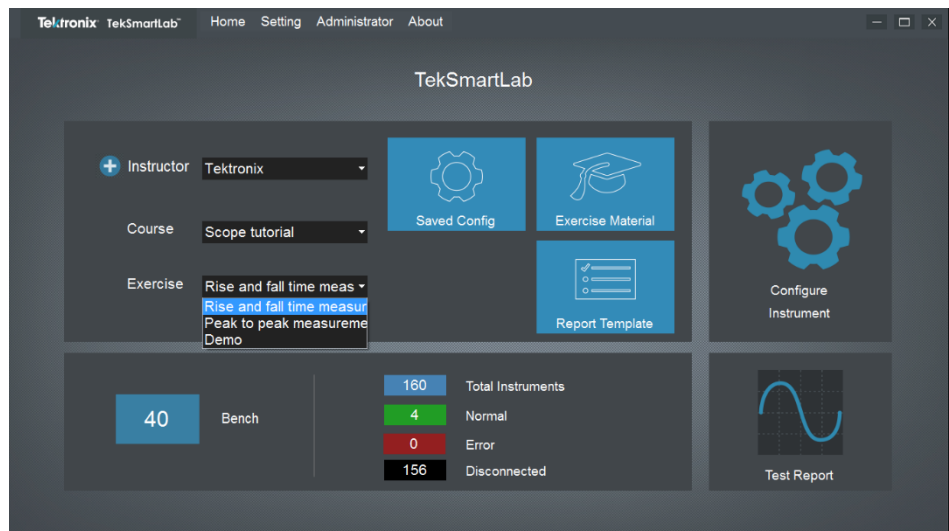 Tektronix TekSmartLab™ Home Setting Administrator About
TekSmartLab
Instructor Tektronix
Course Scope tutorial
Exercise Rise and fall time meas
Rise and fall time measur
Peak to peak measureme
Demo
Saved Config
Exercise Material
Report Template
Configure
Instrument
40 Bench
160 Total Instruments
4 Normal
0 Error
156 Disconnected
Test Report